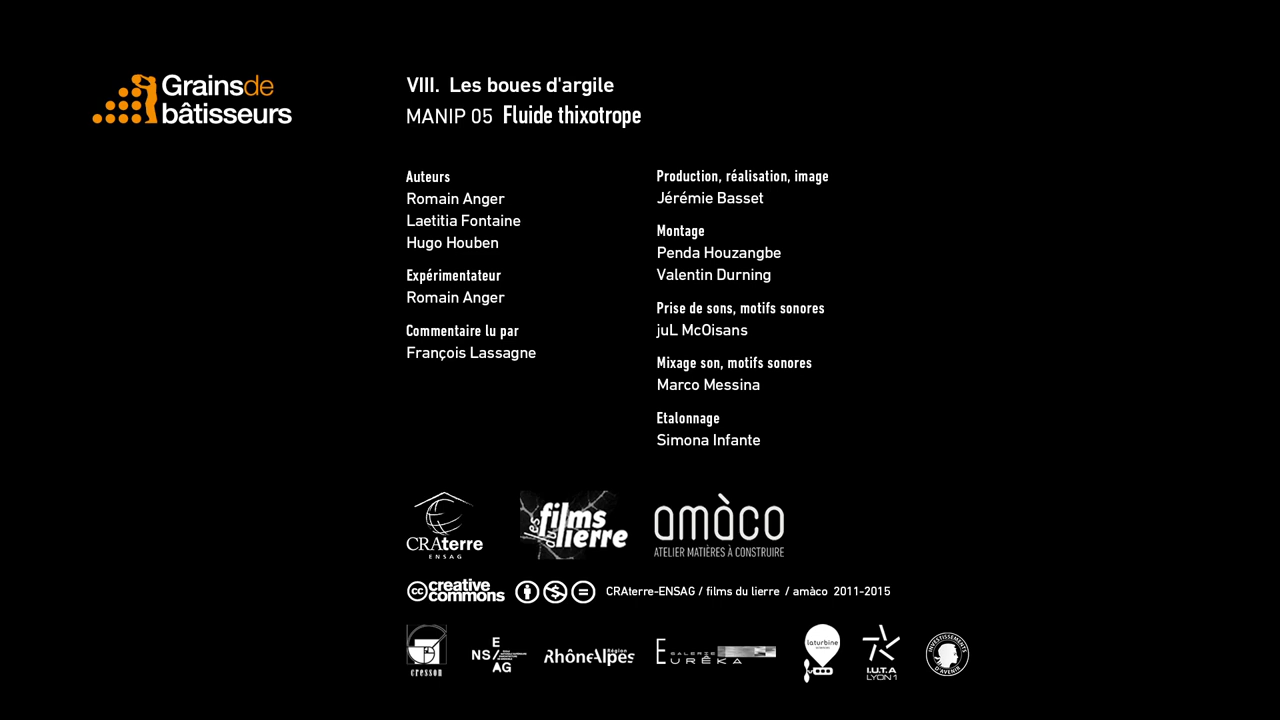 Grainsde
bâtisseurs
VIII. Les boues d'argile
MANIP 05 Fluide thixotrope
Auteurs
Romain Anger
Laetitia Fontaine
Hugo Houben
Expérimentateur
Romain Anger
Commentaire lu par
François Lassagne
Production, réalisation, image
Jérémie Basset
Montage
Penda Houzangbe
Valentin Durning
Prise de sons, motifs sonores
juL McOisans
Mixage son, motifs sonores
Marco Messina
Etalonnage
Simona Infante
CRAterre
ENSAG
les films du lierre
amàco
ATELIER MATIÈRES À CONSTRUIRE
cc creative commons
CRAterre-ENSAG / films du lierre / amàco 2011-2015
cresson
ENSAG
RhôneAlpes Région
GALERIE
EURÊKA
laturbine
I.U.T.A
LYON1
INVESTISSEMENTS D'AVENIR